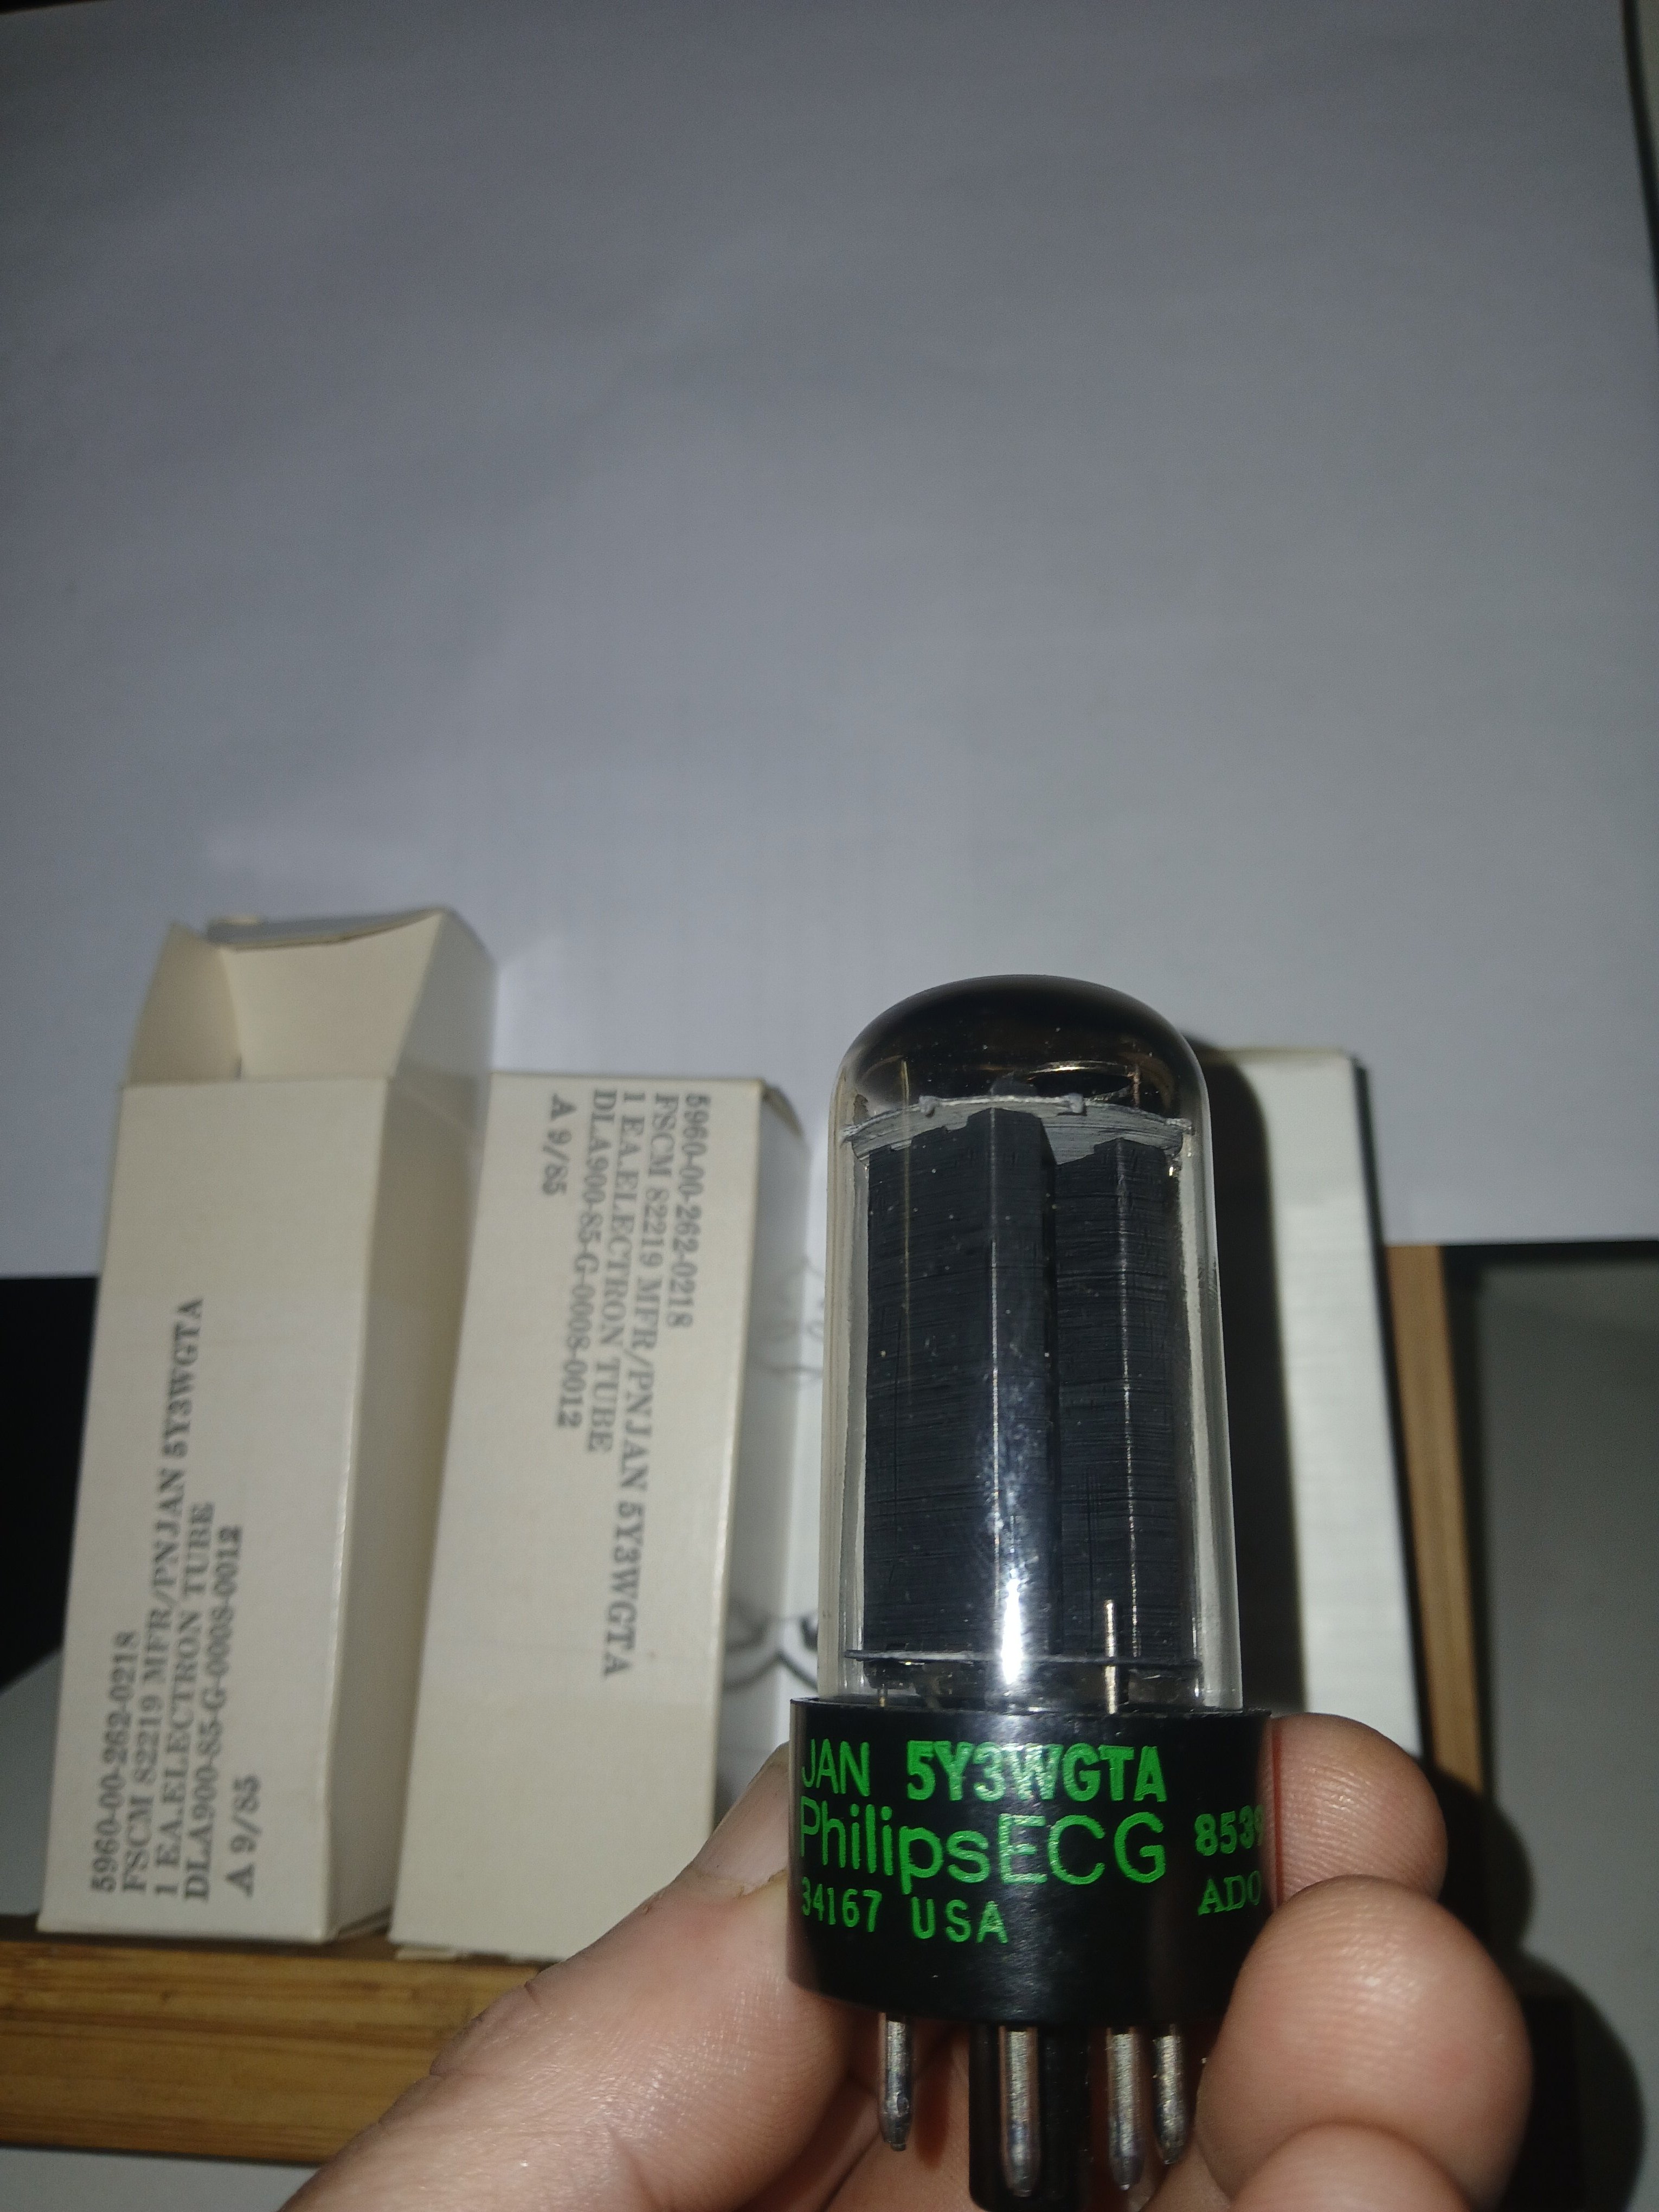 5960-00-262-0218
FSCM 82219 MFR/PNJAN 5Y3WGTA
1 EA.ELECTRON TUBE
DLA900-85-G-0008-0012
A 9/85
5960-00-262-0218
FSCM 82219 MFR/PNJAN 5Y3WGTA
1 EA.ELECTRON TUBE
DLA900-85-G-0008-0012
A 9/85
JAN 5Y3WGTA
PhilipsECG 8539
34167 USA ADO